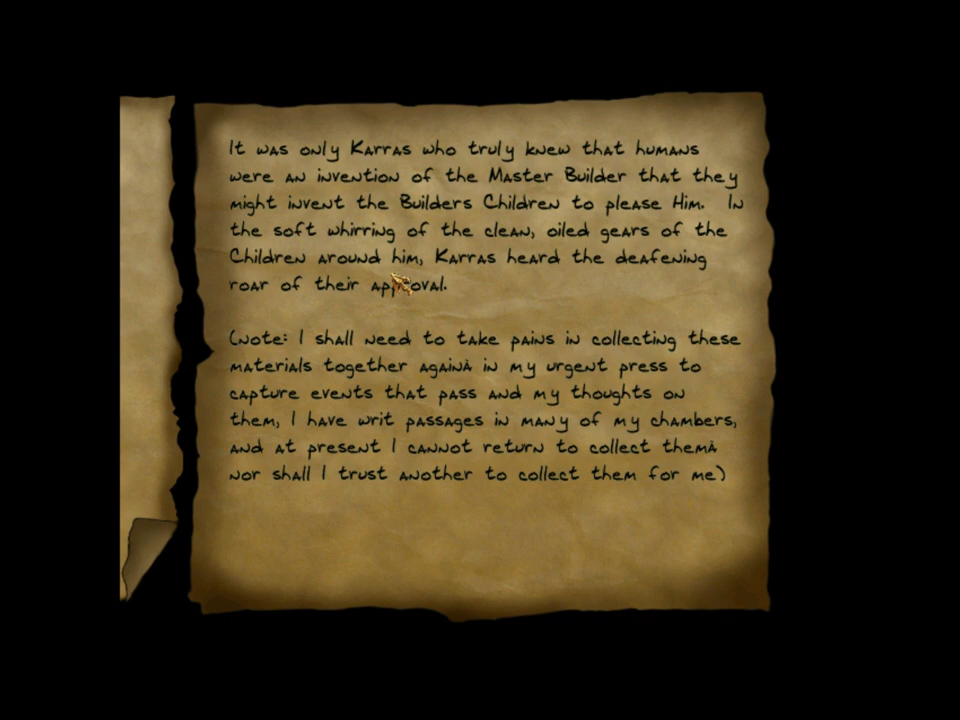 It was only Karras who truly knew that humans
were an invention of the Master Builder that they
might invent the Builders Children to please Him. In
the soft whirring of the clean, oiled gears of the
Children around him, Karras heard the deafening
roar of their approval.
(note: I shall need to take pains in collecting these
materials together againà in my urgent press to
capture events that pass and my thoughts on
them, I have writ passages in many of my chambers,
and at present I cannot return to collect themà
nor shall I trust another to collect them for me)